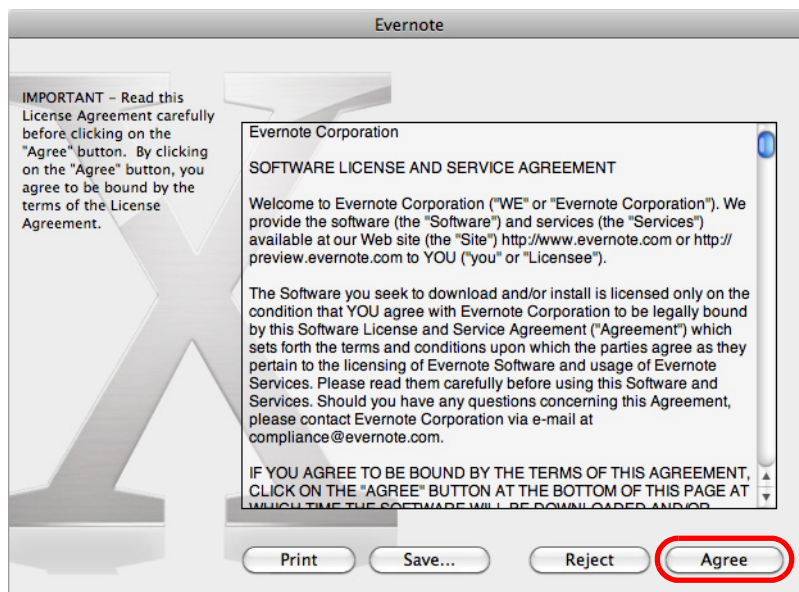 Evernote
IMPORTANT – Read this
License Agreement carefully
before clicking on the
"Agree" button.  By clicking
on the "Agree" button, you
agree to be bound by the
terms of the License
Agreement.
Evernote Corporation
SOFTWARE LICENSE AND SERVICE AGREEMENT
Welcome to Evernote Corporation ("WE" or "Evernote Corporation"). We
provide the software (the "Software") and services (the "Services")
available at our Web site (the "Site") http://www.evernote.com or http://
preview.evernote.com to YOU ("you" or "Licensee").
The Software you seek to download and/or install is licensed only on the
condition that YOU agree with Evernote Corporation to be legally bound
by this Software License and Service Agreement ("Agreement") which
sets forth the terms and conditions upon which the parties agree as they
pertain to the licensing of Evernote Software and usage of Evernote
Services. Please read them carefully before using this Software and
Services. Should you have any questions concerning this Agreement,
please contact Evernote Corporation via e-mail at
compliance@evernote.com.
IF YOU AGREE TO BE BOUND BY THE TERMS OF THIS AGREEMENT,
CLICK ON THE "AGREE" BUTTON AT THE BOTTOM OF THIS PAGE AT
WHICH TIME THE SOFTWARE WILL BE DOWNLOADED AND/OR
Print
Save...
Reject
Agree